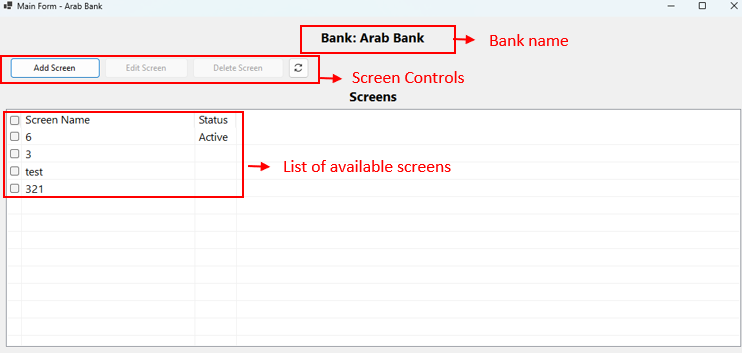 Main Form - Arab Bank
Bank: Arab Bank
Bank name
Add Screen
Edit Screen
Delete Screen
Screen Controls
Screens
Screen Name Status
6 Active
3
test
321
List of available screens